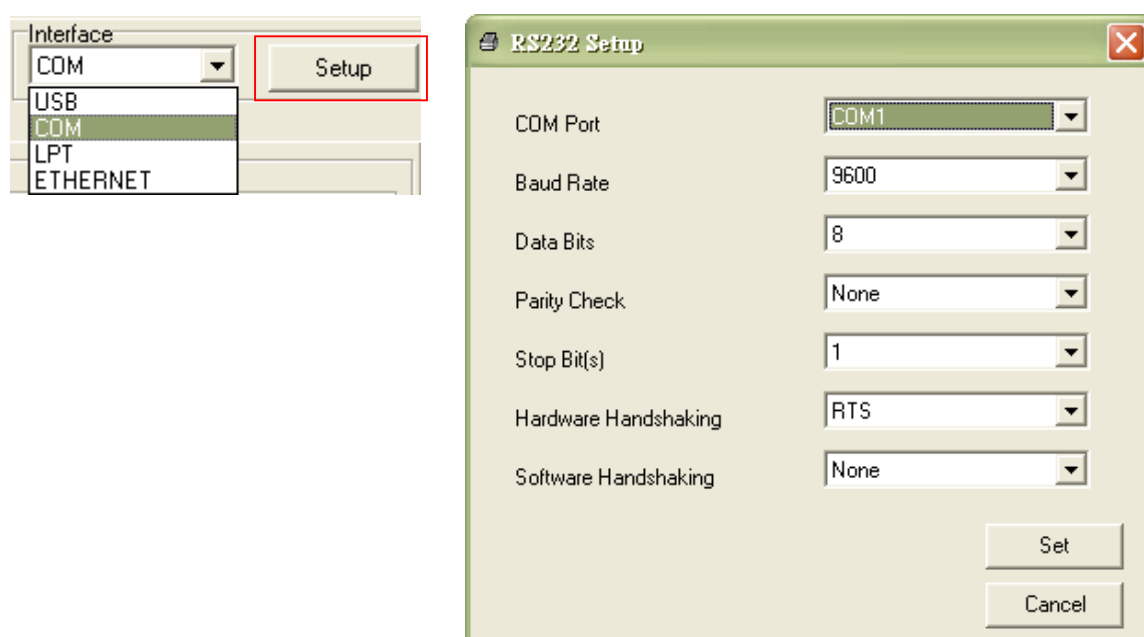 Interface
COM
Setup
USB
COM
LPT
ETHERNET
RS232 Setup
COM Port
COM1
Baud Rate
9600
Data Bits
8
Parity Check
None
Stop Bit(s)
1
Hardware Handshaking
RTS
Software Handshaking
None
Set
Cancel